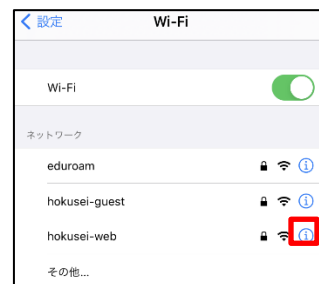 設定 Wi-Fi
Wi-Fi
ネットワーク
eduroam
hokusei-guest
hokusei-web
その他...